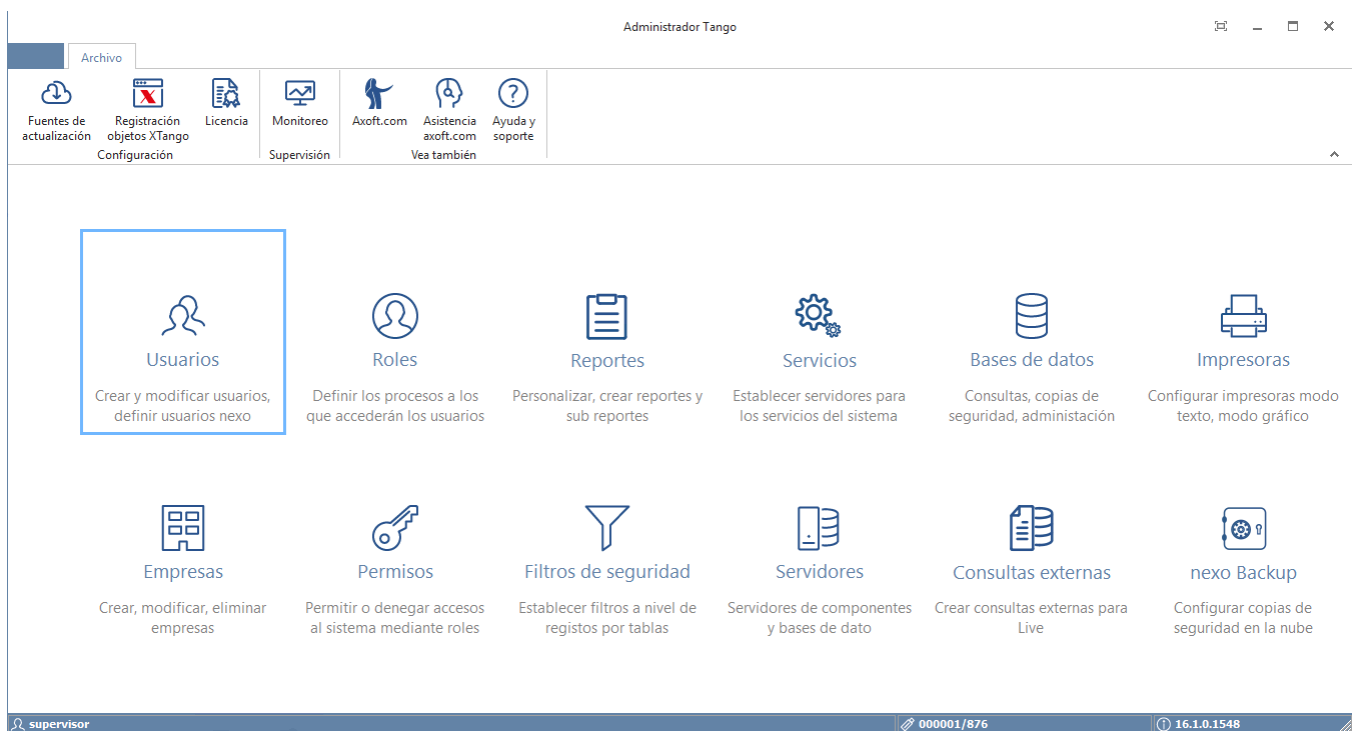 Administrador Tango
Archivo
Fuentes de
actualización
Registración
objetos XTango
Licencia
Configuración
Monitoreo
Supervisión
Axoft.com
Asistencia
axoft.com
Ayuda y
soporte
Vea también
Usuarios
Crear y modificar usuarios,
definir usuarios nexo
Roles
Definir los procesos a los
que accederán los usuarios
Reportes
Personalizar, crear reportes y
sub reportes
Servicios
Establecer servidores para
los servicios del sistema
Bases de datos
Consultas, copias de
seguridad, administación
Impresoras
Configurar impresoras modo
texto, modo gráfico
Empresas
Crear, modificar, eliminar
empresas
Permisos
Permitir o denegar accesos
al sistema mediante roles
Filtros de seguridad
Establecer filtros a nivel de
registos por tablas
Servidores
Servidores de componentes
y bases de dato
Consultas externas
Crear consultas externas para
Live
nexo Backup
Configurar copias de
seguridad en la nube
supervisor
000001/876
16.1.0.1548